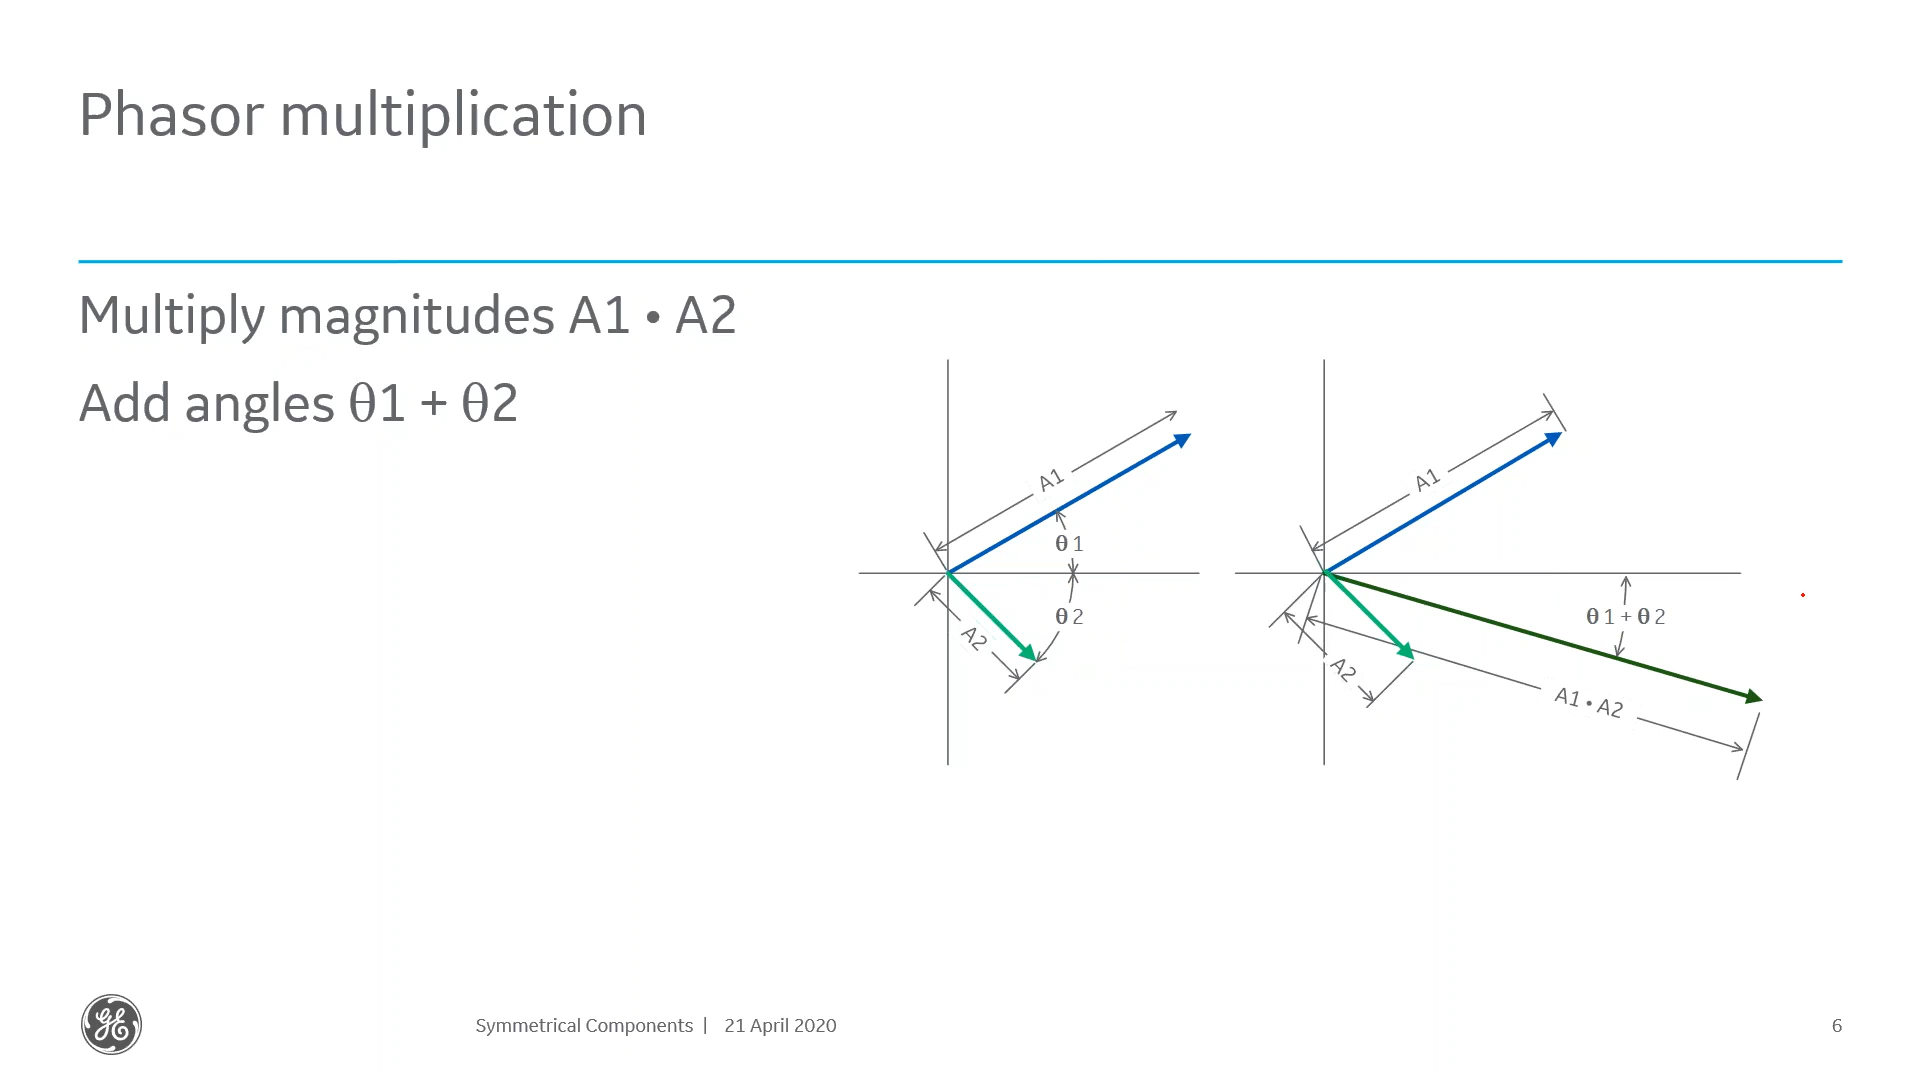 Phasor multiplication
Multiply magnitudes A1 • A2
Add angles θ1 + θ2
A1
θ1
θ2
A2
A1
θ1 + θ2
A2
A1 • A2
GE
Symmetrical Components | 21 April 2020
6